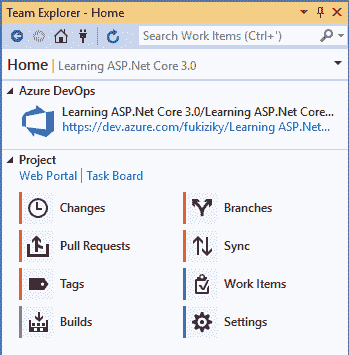 Team Explorer - Home
Search Work Items (Ctrl+')
Home | Learning ASP.Net Core 3.0
Azure DevOps
Learning ASP.Net Core 3.0/Learning ASP.Net Core...
https://dev.azure.com/fukiziky/Learning ASP.Net...
Project
Web Portal | Task Board
Changes
Branches
Pull Requests
Sync
Tags
Work Items
Builds
Settings